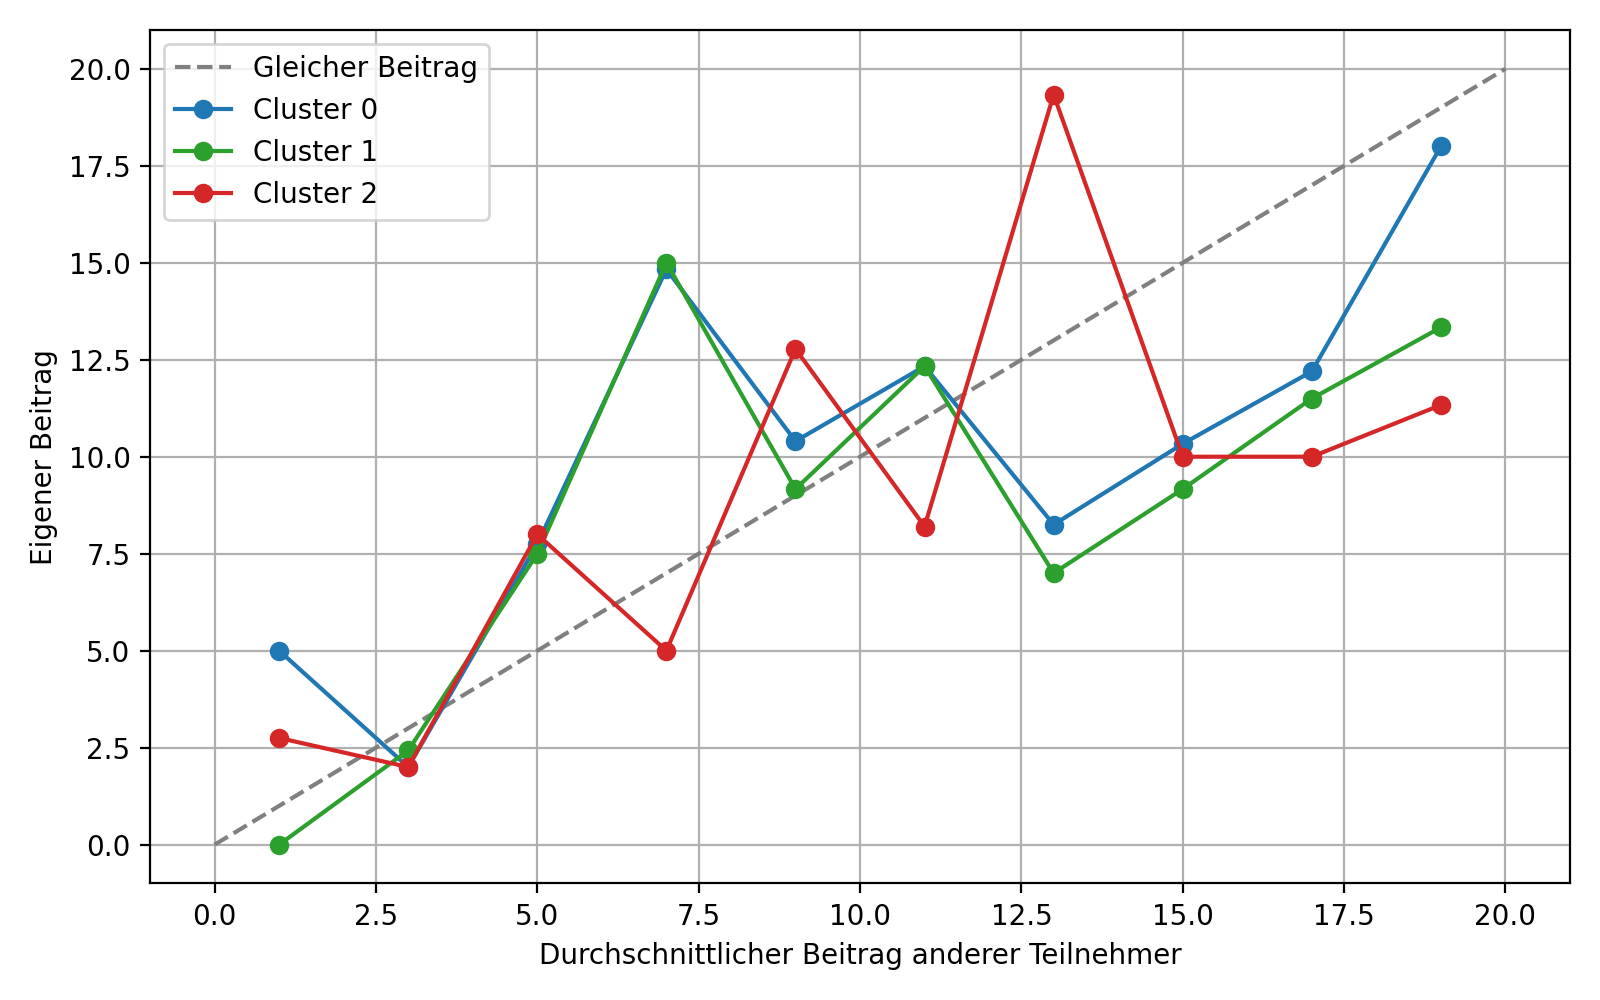 Gleicher Beitrag
Cluster 0
Cluster 1
Cluster 2
20.0
17.5
15.0
12.5
10.0
7.5
5.0
2.5
0.0
Eigener Beitrag
0.0 2.5 5.0 7.5 10.0 12.5 15.0 17.5 20.0
Durchschnittlicher Beitrag anderer Teilnehmer